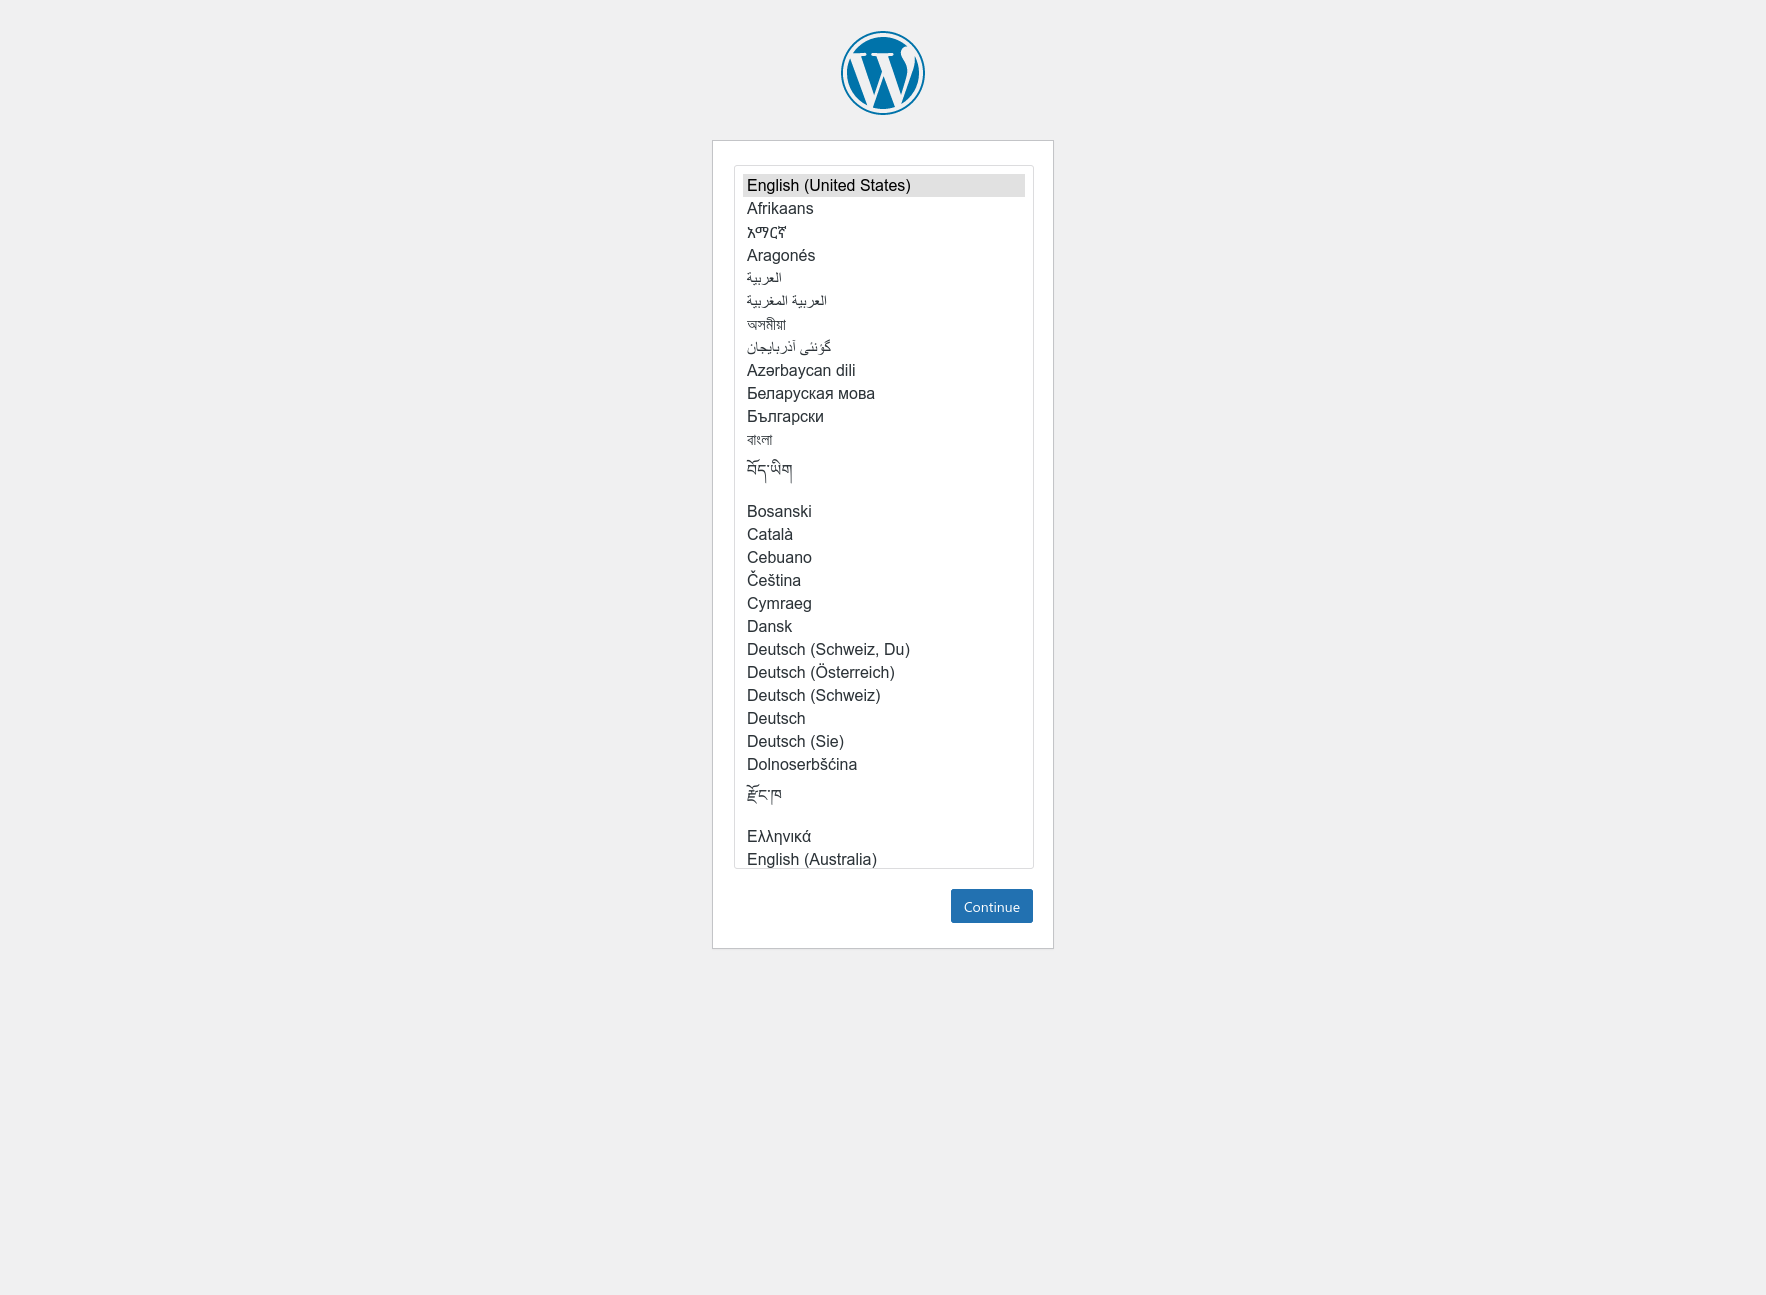 English (United States)
Afrikaans
አማርኛ
Aragonés
العربية
العربية المغربية
অসমীয়া
گؤنئی آذربایجان
Azərbaycan dili
Беларуская мова
Български
বাংলা
བོད་ཡིག
Bosanski
Català
Cebuano
Čeština
Cymraeg
Dansk
Deutsch (Schweiz, Du)
Deutsch (Österreich)
Deutsch (Schweiz)
Deutsch
Deutsch (Sie)
Dolnoserbšćina
རྫོང་ཁ
Ελληνικά
English (Australia)
Continue